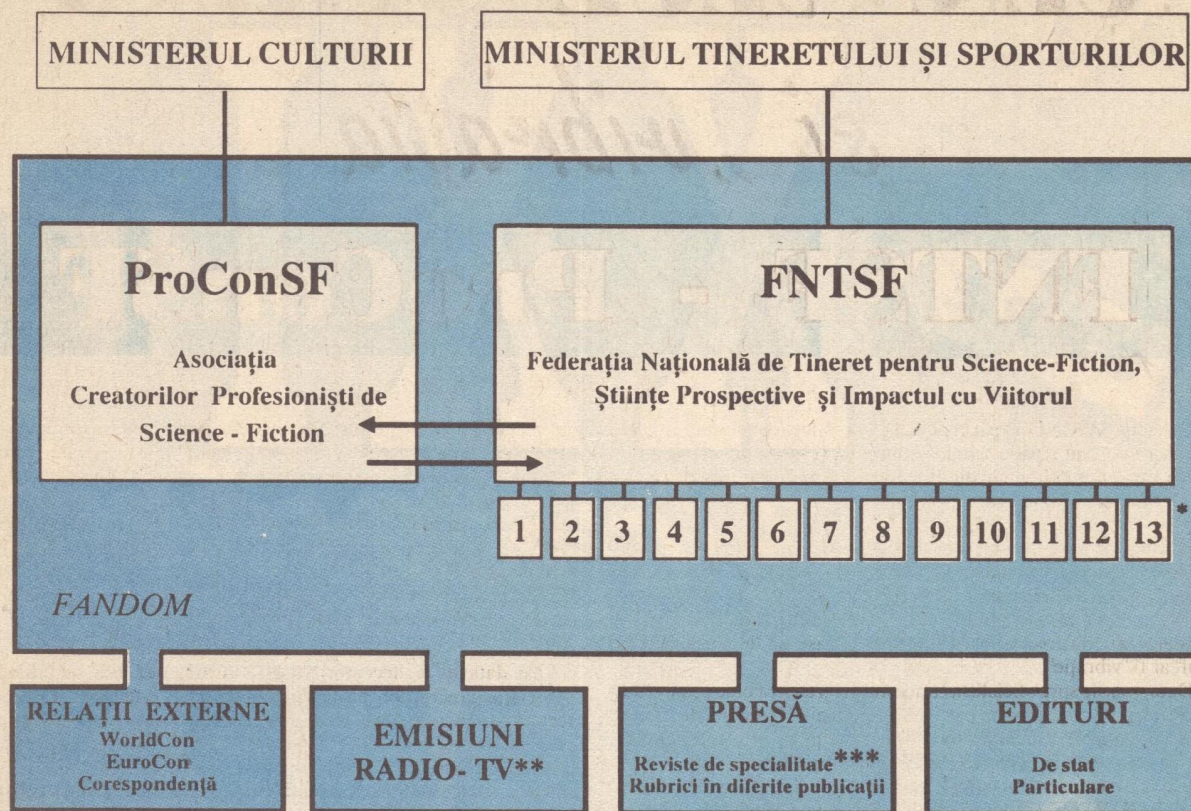 MINISTERUL CULTURII
MINISTERUL TINERETULUI ȘI SPORTURILOR
ProConSF
Asociația
Creatorilor Profesioniști de
Science - Fiction
FNTSF
Federația Națională de Tineret pentru Science-Fiction,
Științe Prospective și Impactul cu Viitorul
1 2 3 4 5 6 7 8 9 10 11 12 13 *
FANDOM
RELAȚII EXTERNE
WorldCon
EuroCon
Corespondență
EMISIUNI
RADIO- TV**
PRESĂ
Reviste de specialitate***
Rubrici în diferite publicații
EDITURI
De stat
Particulare